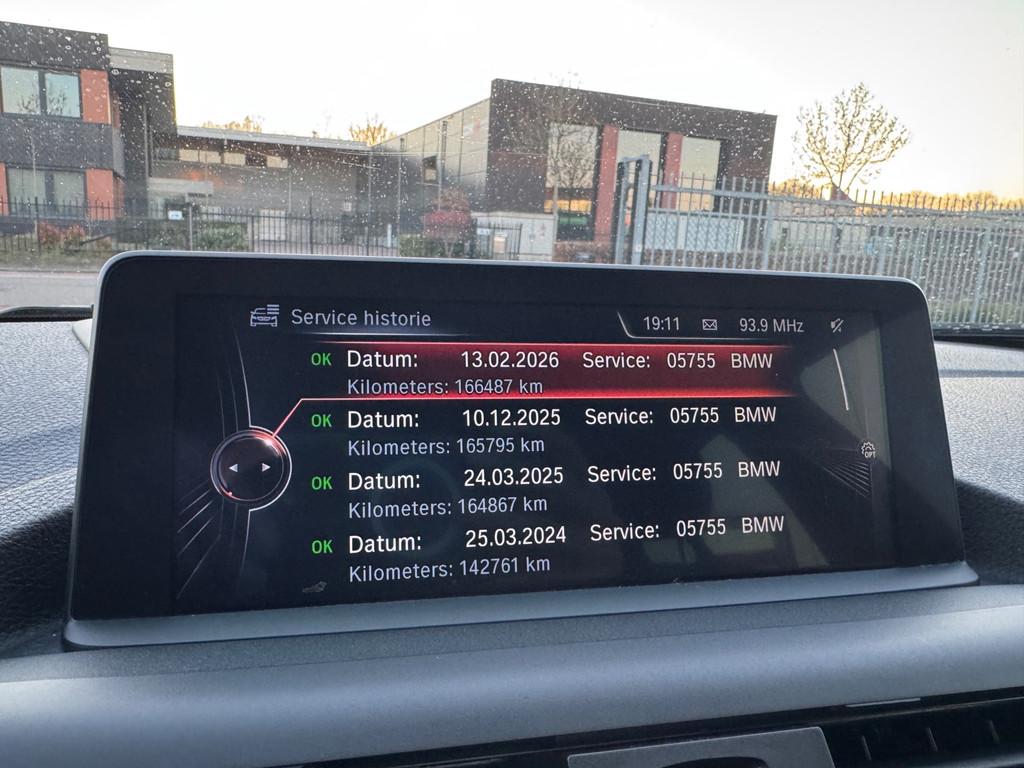 Service historie
19:11 93.9 MHz
OK Datum: 13.02.2026 Service: 05755 BMW
Kilometers: 166487 km
OK Datum: 10.12.2025 Service: 05755 BMW
Kilometers: 165795 km
OK Datum: 24.03.2025 Service: 05755 BMW
Kilometers: 164867 km
OPT
OK Datum: 25.03.2024 Service: 05755 BMW
Kilometers: 142761 km